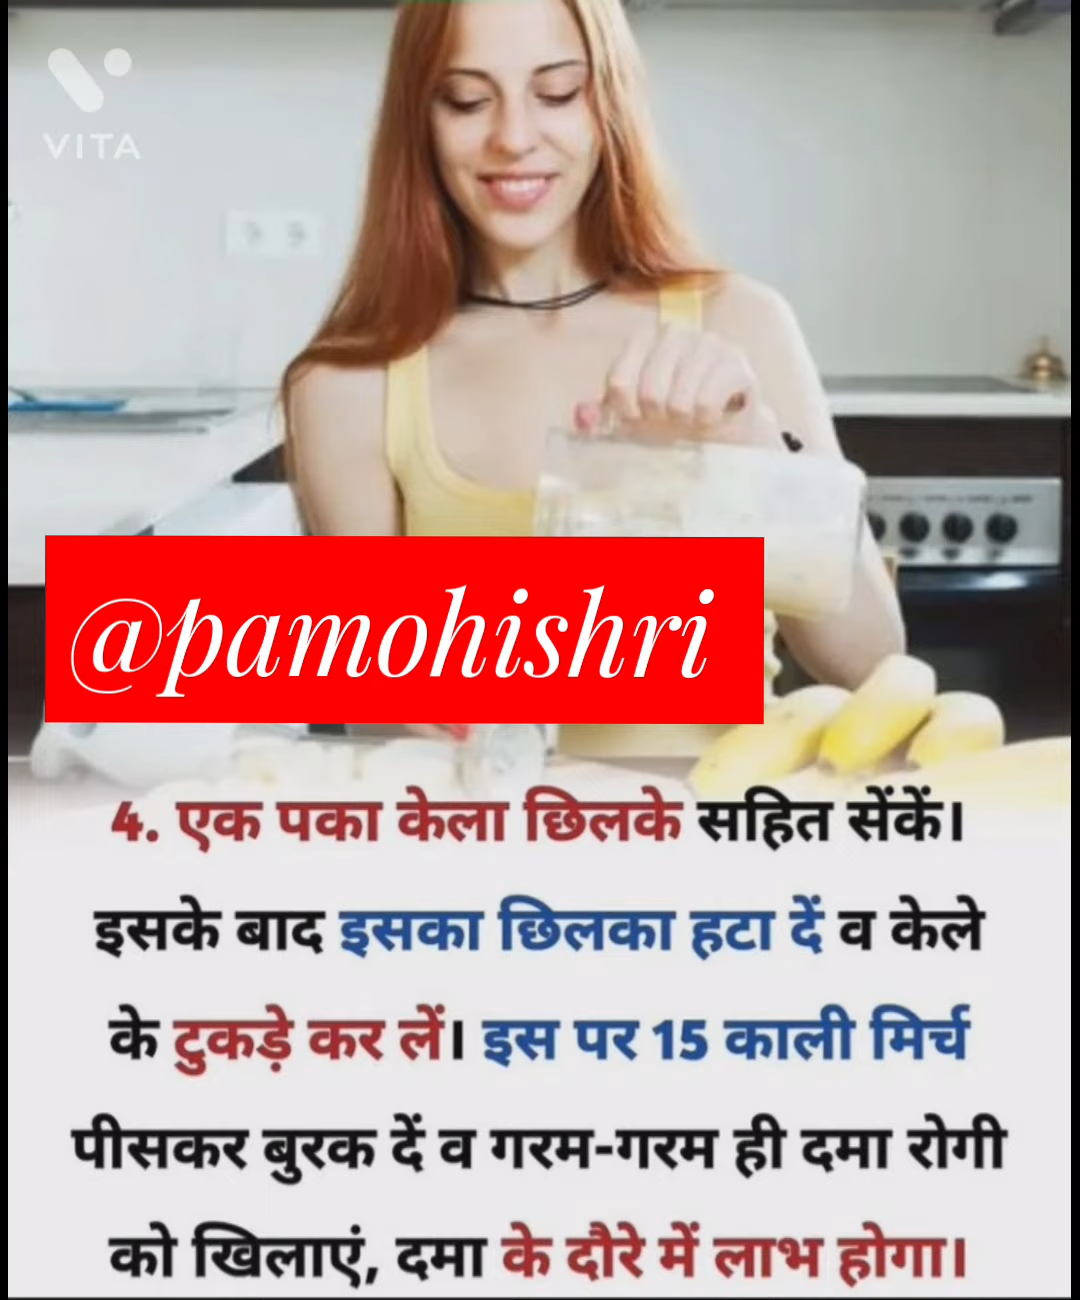 VITA
@pamohishri
4. एक पका केला छिलके सहित सेंकें।
इसके बाद इसका छिलका हटा दें व केले
के टुकड़े कर लें। इस पर 15 काली मिर्च
पीसकर बुरक दें व गरम-गरम ही दमा रोगी
को खिलाएं, दमा के दौरे में लाभ होगा।